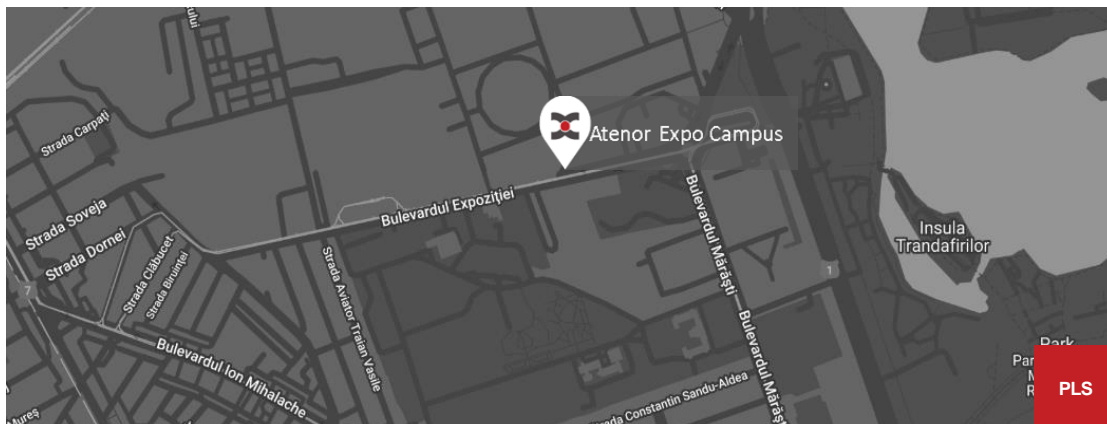 Strada Carpați
Atenor Expo Campus
Bulevardul Expoziției
Strada Soveja
Strada Dornei
Strada Clăbucet
Strada Biruinței
Strada Aviator Traian Vasile
Bulevardul Mărăști
Insula
Trandafirilor
7
1
Bulevardul Ion Mihalache
Bulevardul Mărăști
Constantin Sandu-Aldea
Mureș
Park
PLS